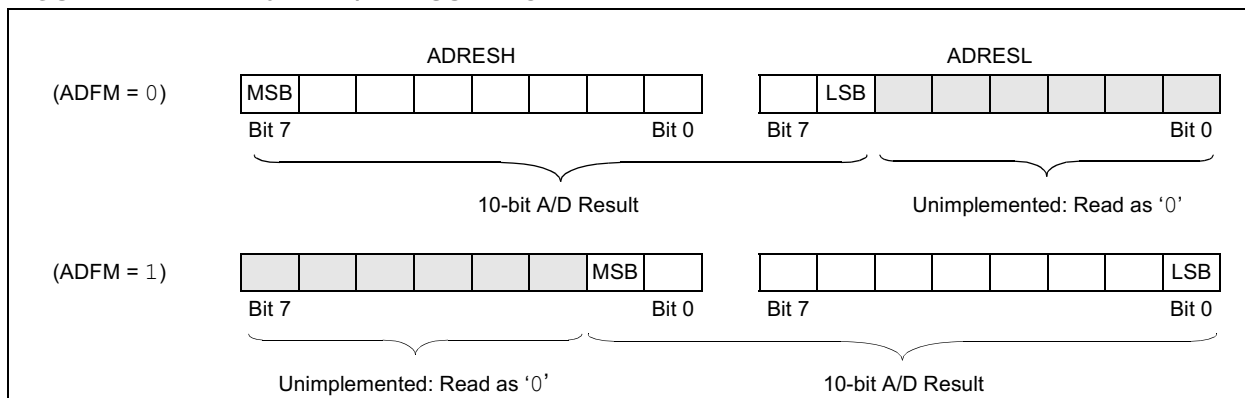 ADRESH ADRESL
(ADFM = 0) MSB LSB
Bit 7 Bit 0 Bit 7 Bit 0
10-bit A/D Result Unimplemented: Read as ‘0’
(ADFM = 1) MSB LSB
Bit 7 Bit 0 Bit 7 Bit 0
Unimplemented: Read as ‘0’ 10-bit A/D Result